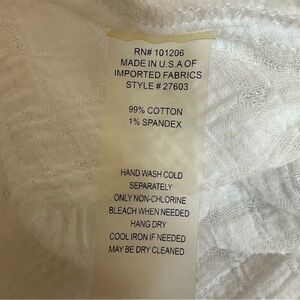 RN# 101206
MADE IN U.S.A OF
IMPORTED FABRICS
STYLE # 27603
99% COTTON
1% SPANDEX
HAND WASH COLD
SEPARATELY
ONLY NON-CHLORINE
BLEACH WHEN NEEDED
HANG DRY
COOL IRON IF NEEDED
MAY BE DRY CLEANED